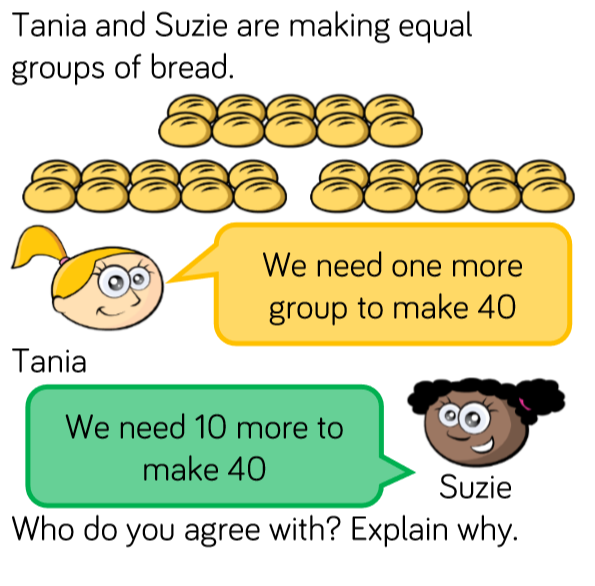 Tania and Suzie are making equal
groups of bread.
We need one more
group to make 40
Tania
We need 10 more to
make 40
Suzie
Who do you agree with? Explain why.